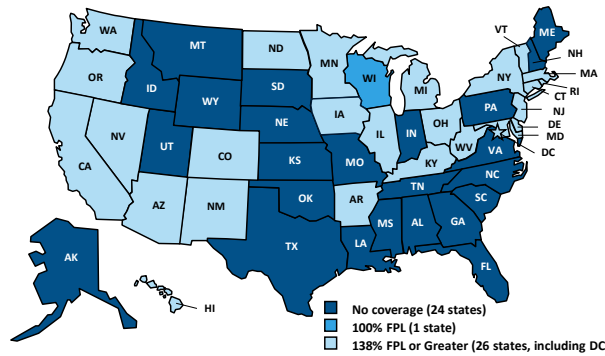 WA
MT
ND
MN
VT
ME
NH
MA
RI
CT
NJ
DE
MD
DC
OR
ID
WY
SD
WI
MI
NY
PA
NV
UT
CO
NE
IA
IL
IN
OH
WV
VA
CA
AZ
NM
KS
MO
KY
NC
TN
SC
OK
AR
MS
AL
GA
TX
LA
FL
AK
HI
No coverage (24 states)
100% FPL (1 state)
138% FPL or Greater (26 states, including DC